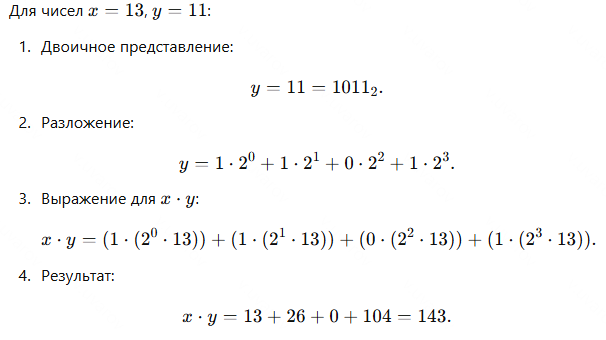 Для чисел x = 13, y = 11:
1. Двоичное представление:
y = 11 = 1011₂.
2. Разложение:
y = 1 · 2⁰ + 1 · 2¹ + 0 · 2² + 1 · 2³.
3. Выражение для x · y:
x · y = (1 · (2⁰ · 13)) + (1 · (2¹ · 13)) + (0 · (2² · 13)) + (1 · (2³ · 13)).
4. Результат:
x · y = 13 + 26 + 0 + 104 = 143.